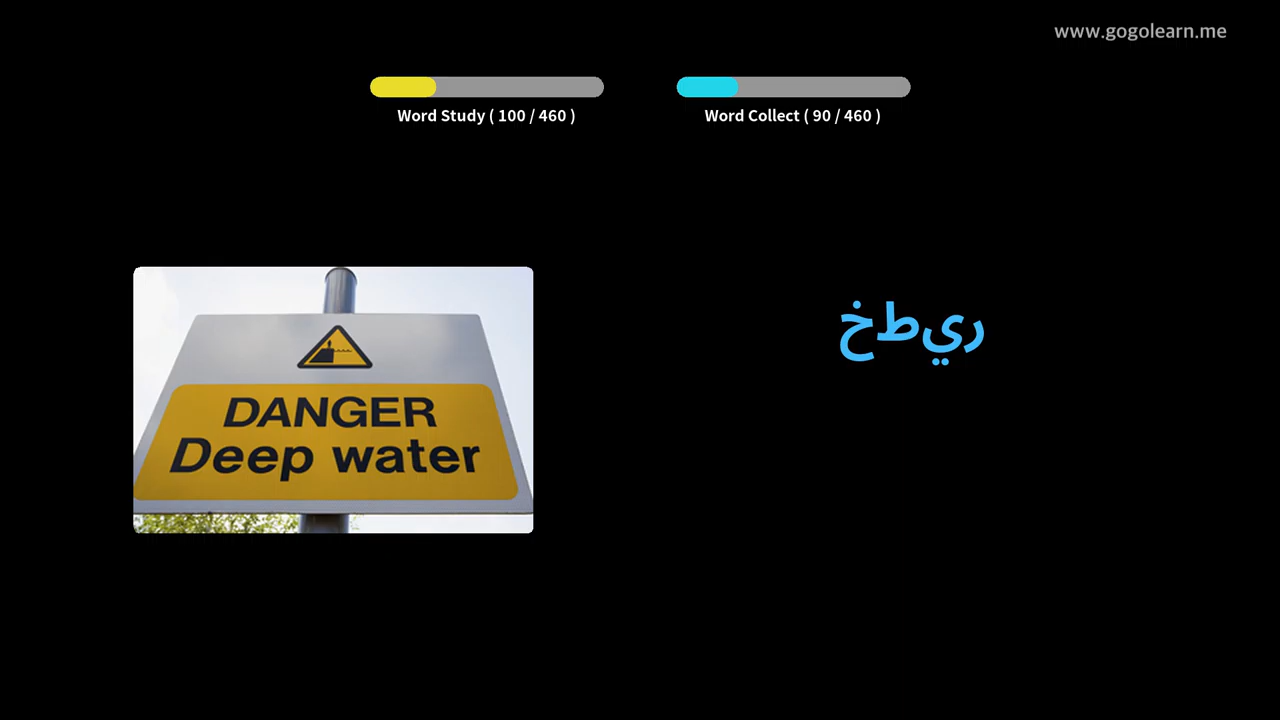 www.gogolearn.me
Word Study ( 100 / 460 )
Word Collect ( 90 / 460 )
DANGER
Deep water
ريطخ